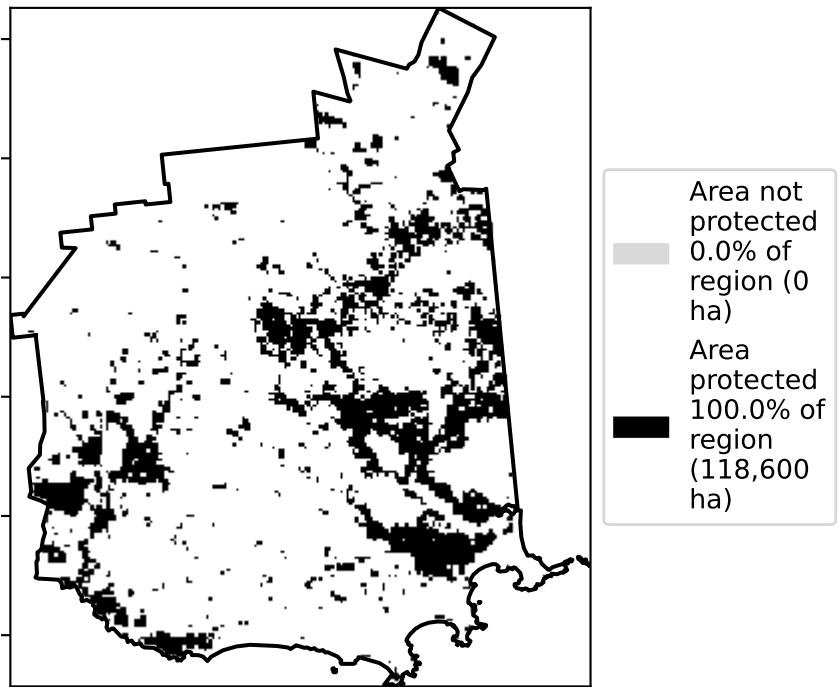 Area not
protected
0.0% of
region (0
ha)
Area
protected
100.0% of
region
(118,600
ha)